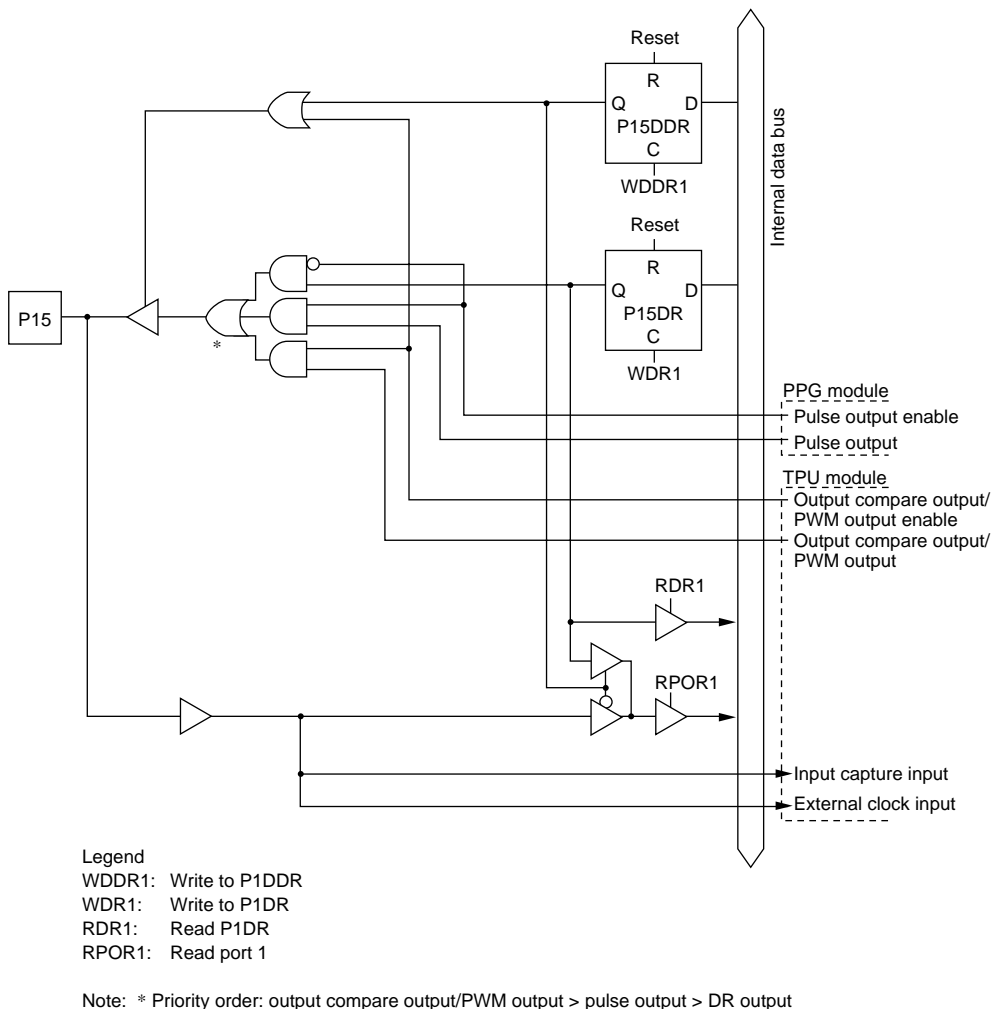 Reset
R
Q D
P15DDR
C
WDDR1
Internal data bus
Reset
R
Q D
P15DR
C
WDR1
P15
*
PPG module
Pulse output enable
Pulse output
TPU module
Output compare output/
PWM output enable
Output compare output/
PWM output
RDR1
RPOR1
Input capture input
External clock input
Legend
WDDR1: Write to P1DDR
WDR1: Write to P1DR
RDR1: Read P1DR
RPOR1: Read port 1
Note: * Priority order: output compare output/PWM output > pulse output > DR output